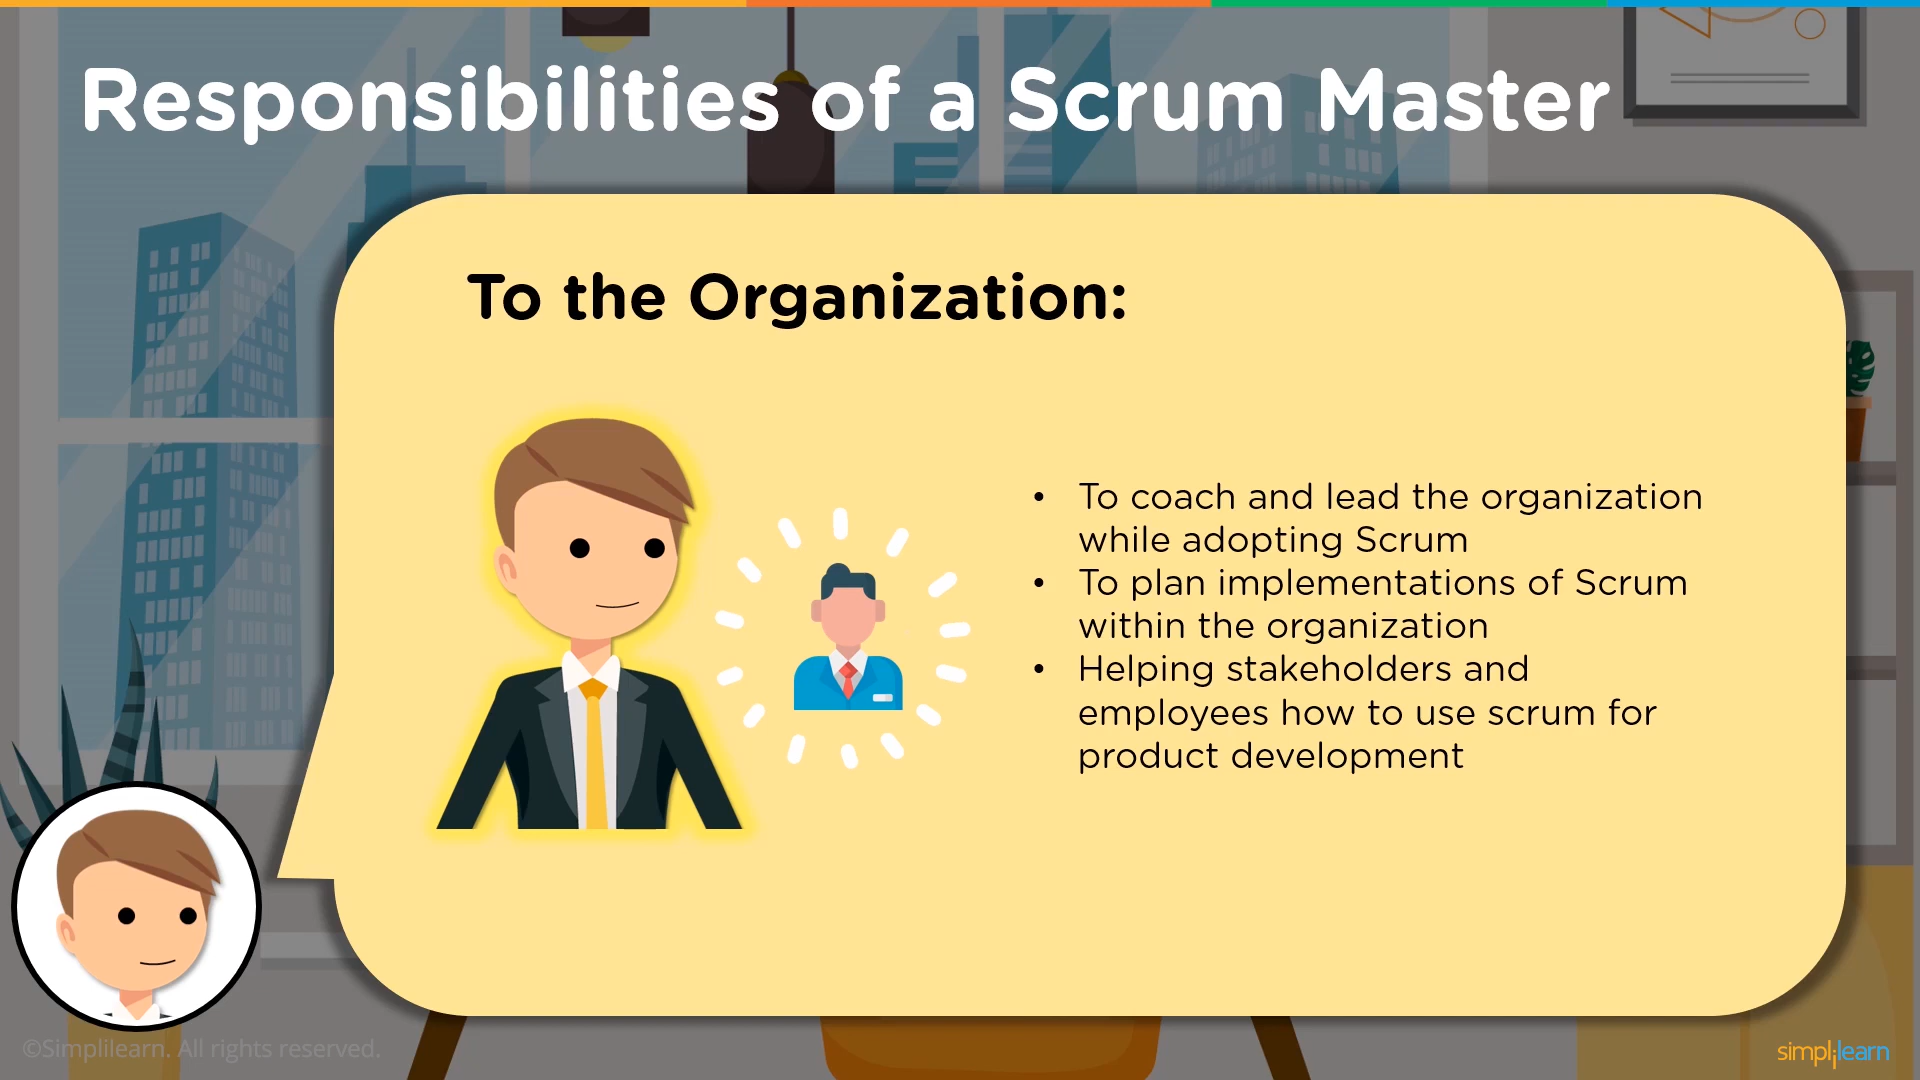 Responsibilities of a Scrum Master
To the Organization:
• To coach and lead the organization
while adopting Scrum
• To plan implementations of Scrum
within the organization
• Helping stakeholders and
employees how to use scrum for
product development
©Simplilearn. All rights reserved.
simplilearn